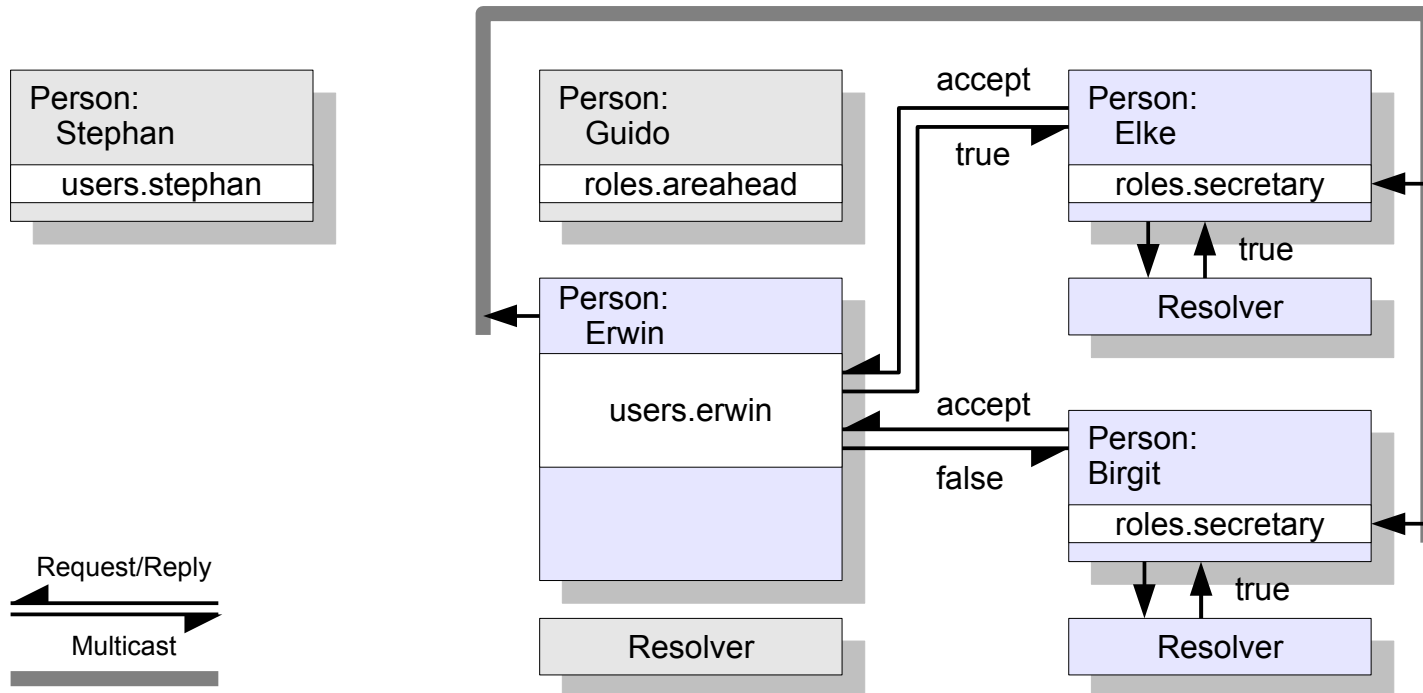 Person:
Stephan
users.stephan
Person:
Guido
roles.areahead
accept
true
Person:
Elke
roles.secretary
true
Resolver
Person:
Erwin
users.erwin
accept
false
Person:
Birgit
roles.secretary
true
Resolver
Resolver
Request/Reply
Multicast